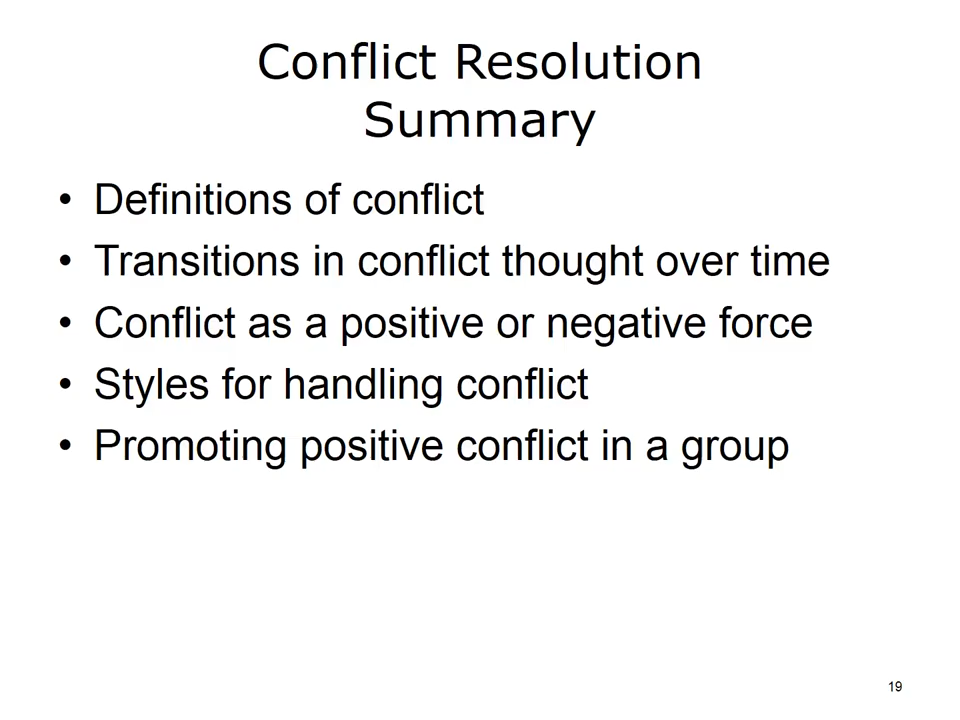 Conflict Resolution
Summary
• Definitions of conflict
• Transitions in conflict thought over time
• Conflict as a positive or negative force
• Styles for handling conflict
• Promoting positive conflict in a group
19